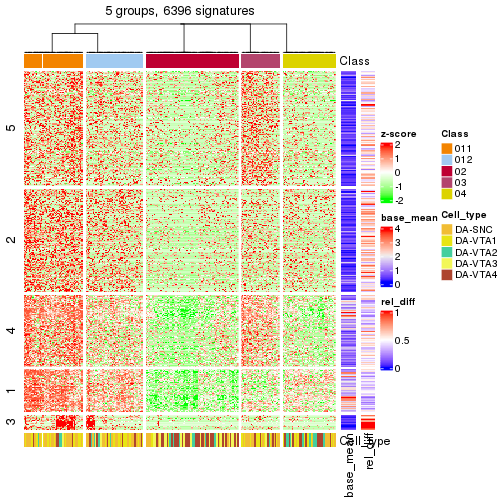 5 groups, 6396 signatures
Class
5
2
4
1
3
z-score
2
1
0
-1
-2
base_mean
4
3
2
1
0
rel_diff
1
0.5
0
Class
011
012
02
03
04
Cell_type
DA-SNC
DA-VTA1
DA-VTA2
DA-VTA3
DA-VTA4
Cell_type
base_mean
rel_diff